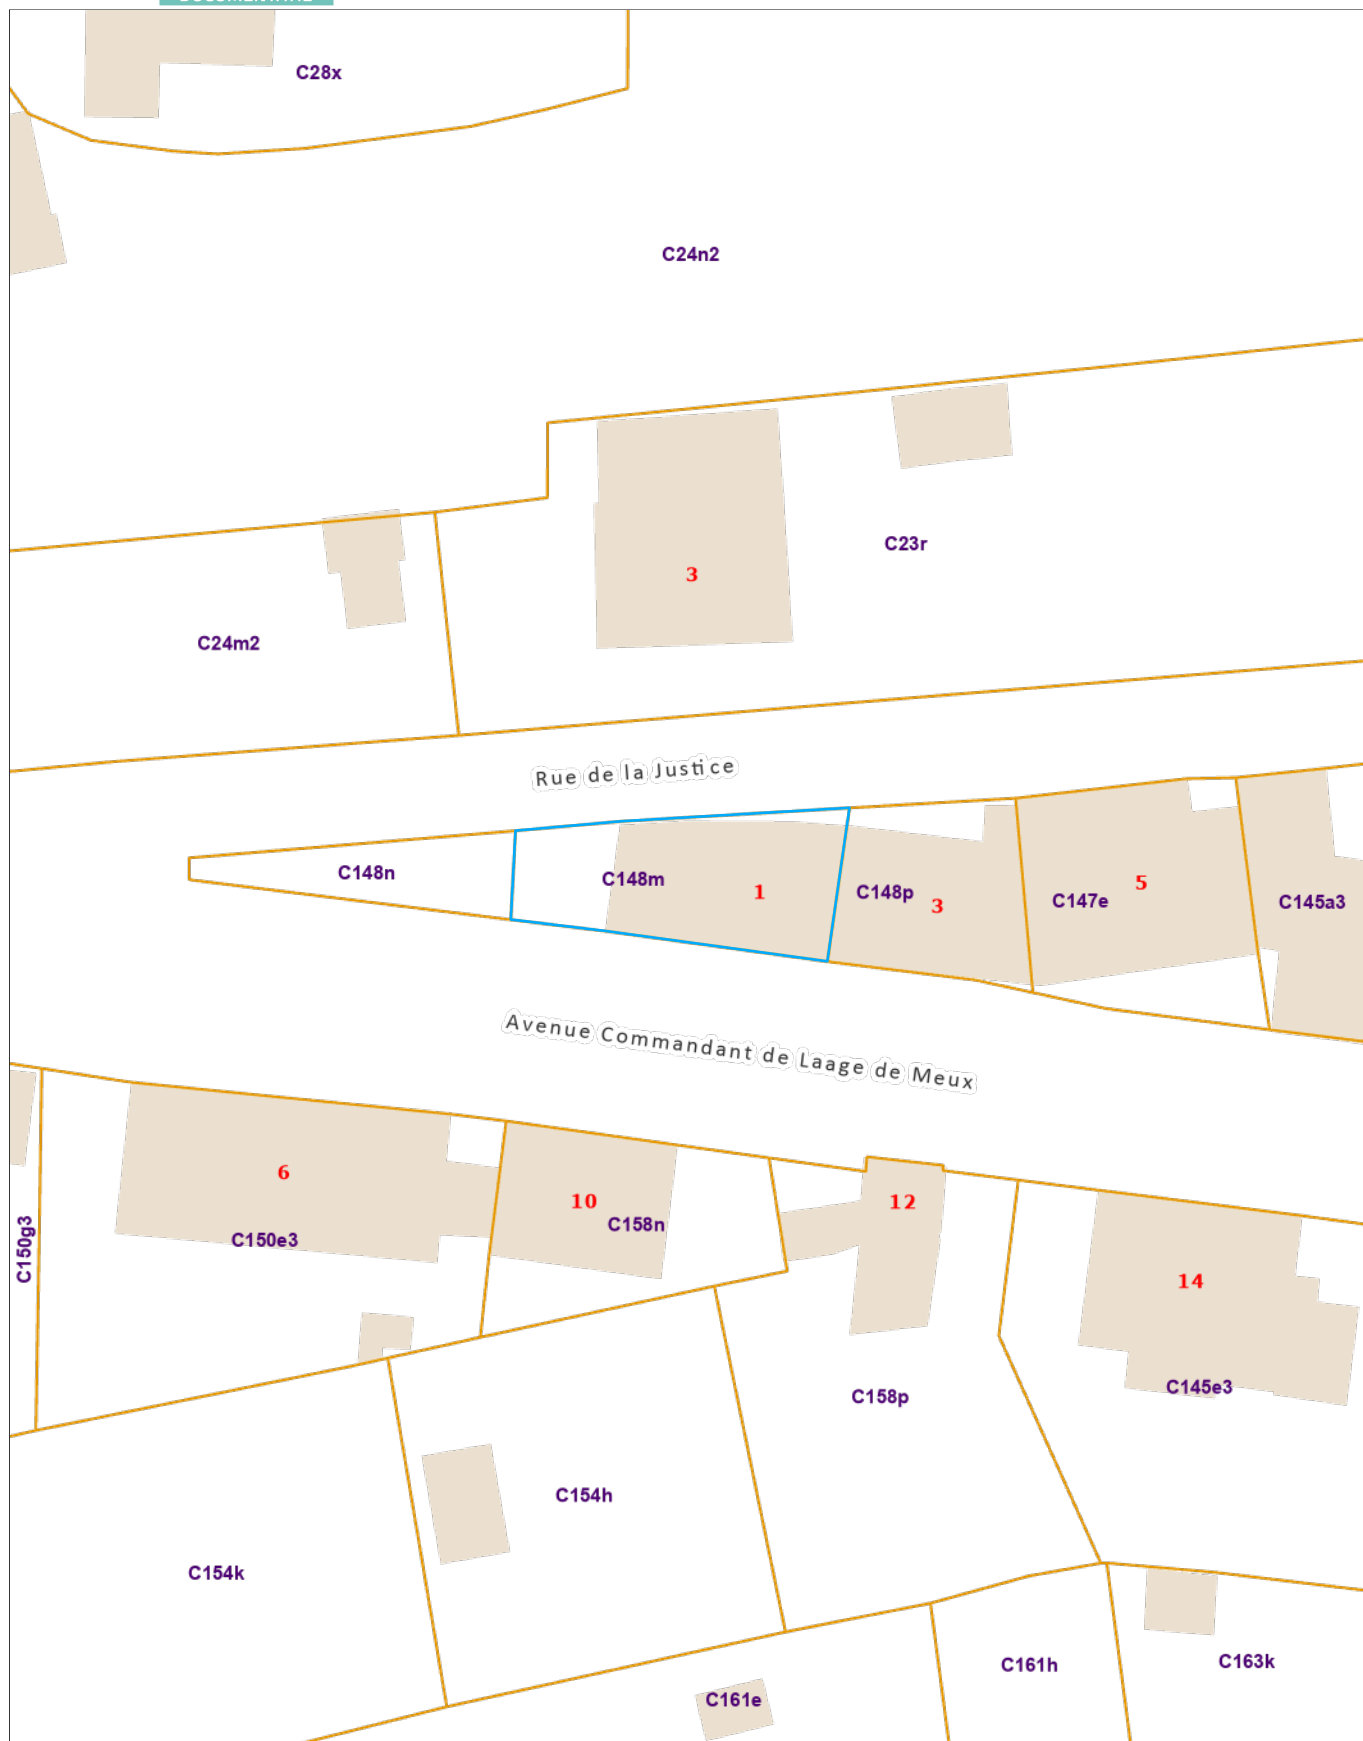 C28x
C24n2
C23r
3
C24m2
Rue de la Justice
C148n
C148m
1
C148p
3
C147e
5
C145a3
Avenue Commandant de Laage de Meux
6
C150e3
C150g3
10
C158n
12
14
C145e3
C158p
C154h
C154k
C161e
C161h
C163k